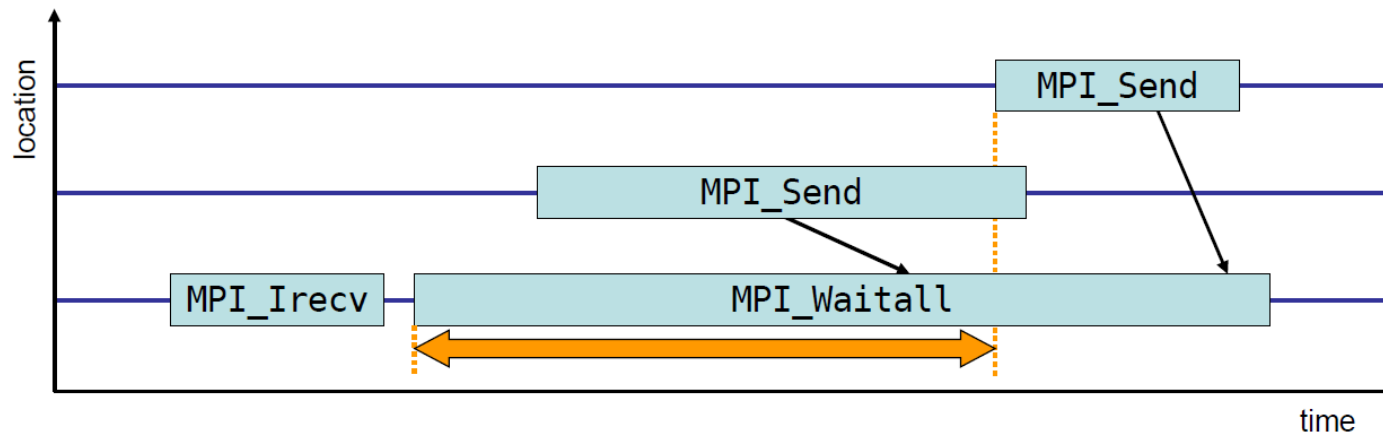 location
MPI_Send
MPI_Send
MPI_Irecv
MPI_Waitall
time